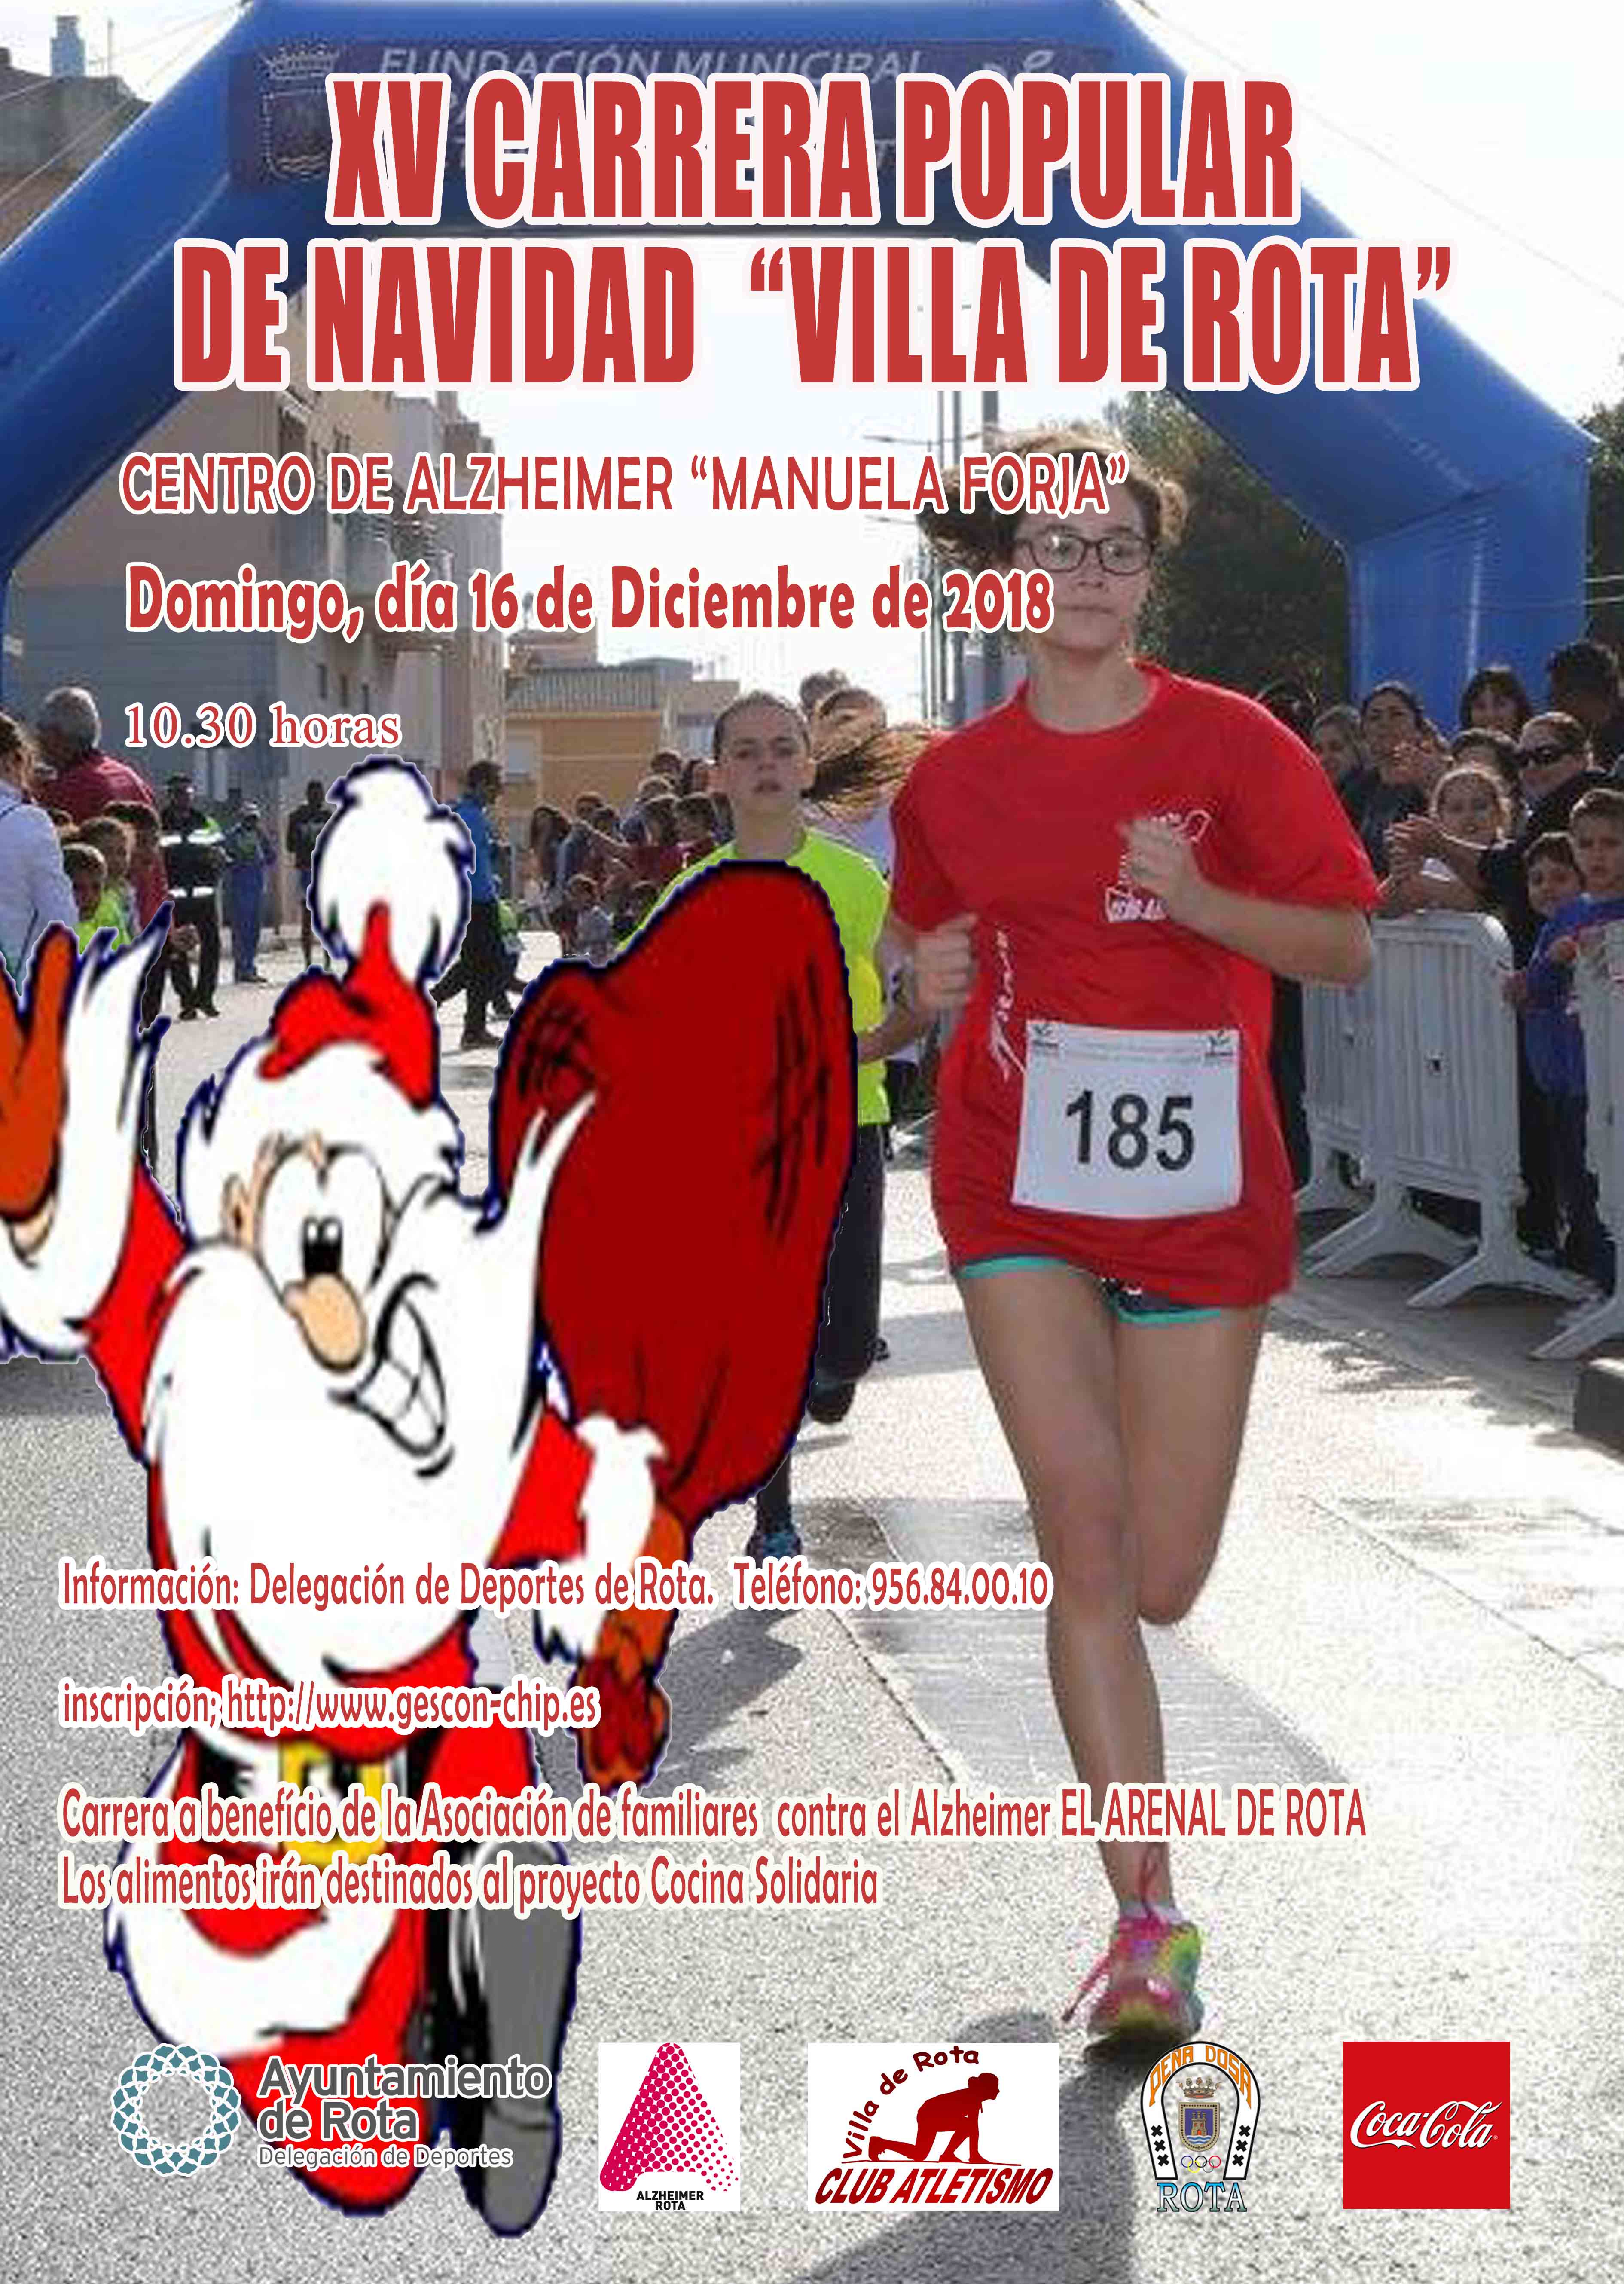 FUNDACIÓN MUNICIPAL
XV CARRERA POPULAR
DE NAVIDAD “VILLA DE ROTA”
CENTRO DE ALZHEIMER “MANUELA FORJA”
Domingo, día 16 de Diciembre de 2018
10.30 horas
185
Información: Delegación de Deportes de Rota. Teléfono: 956.84.00.10
inscripción; http://www.gescon-chip.es
Carrera a benefício de la Asociación de familiares contra el Alzheimer EL ARENAL DE ROTA
Los alimentos irán destinados al proyecto Cocina Solidaria
Ayuntamiento
de Rota
Delegación de Deportes
ALZHEIMER
ROTA
Villa de Rota
CLUB ATLETISMO
PEÑA DOSA
ROTA
Coca-Cola